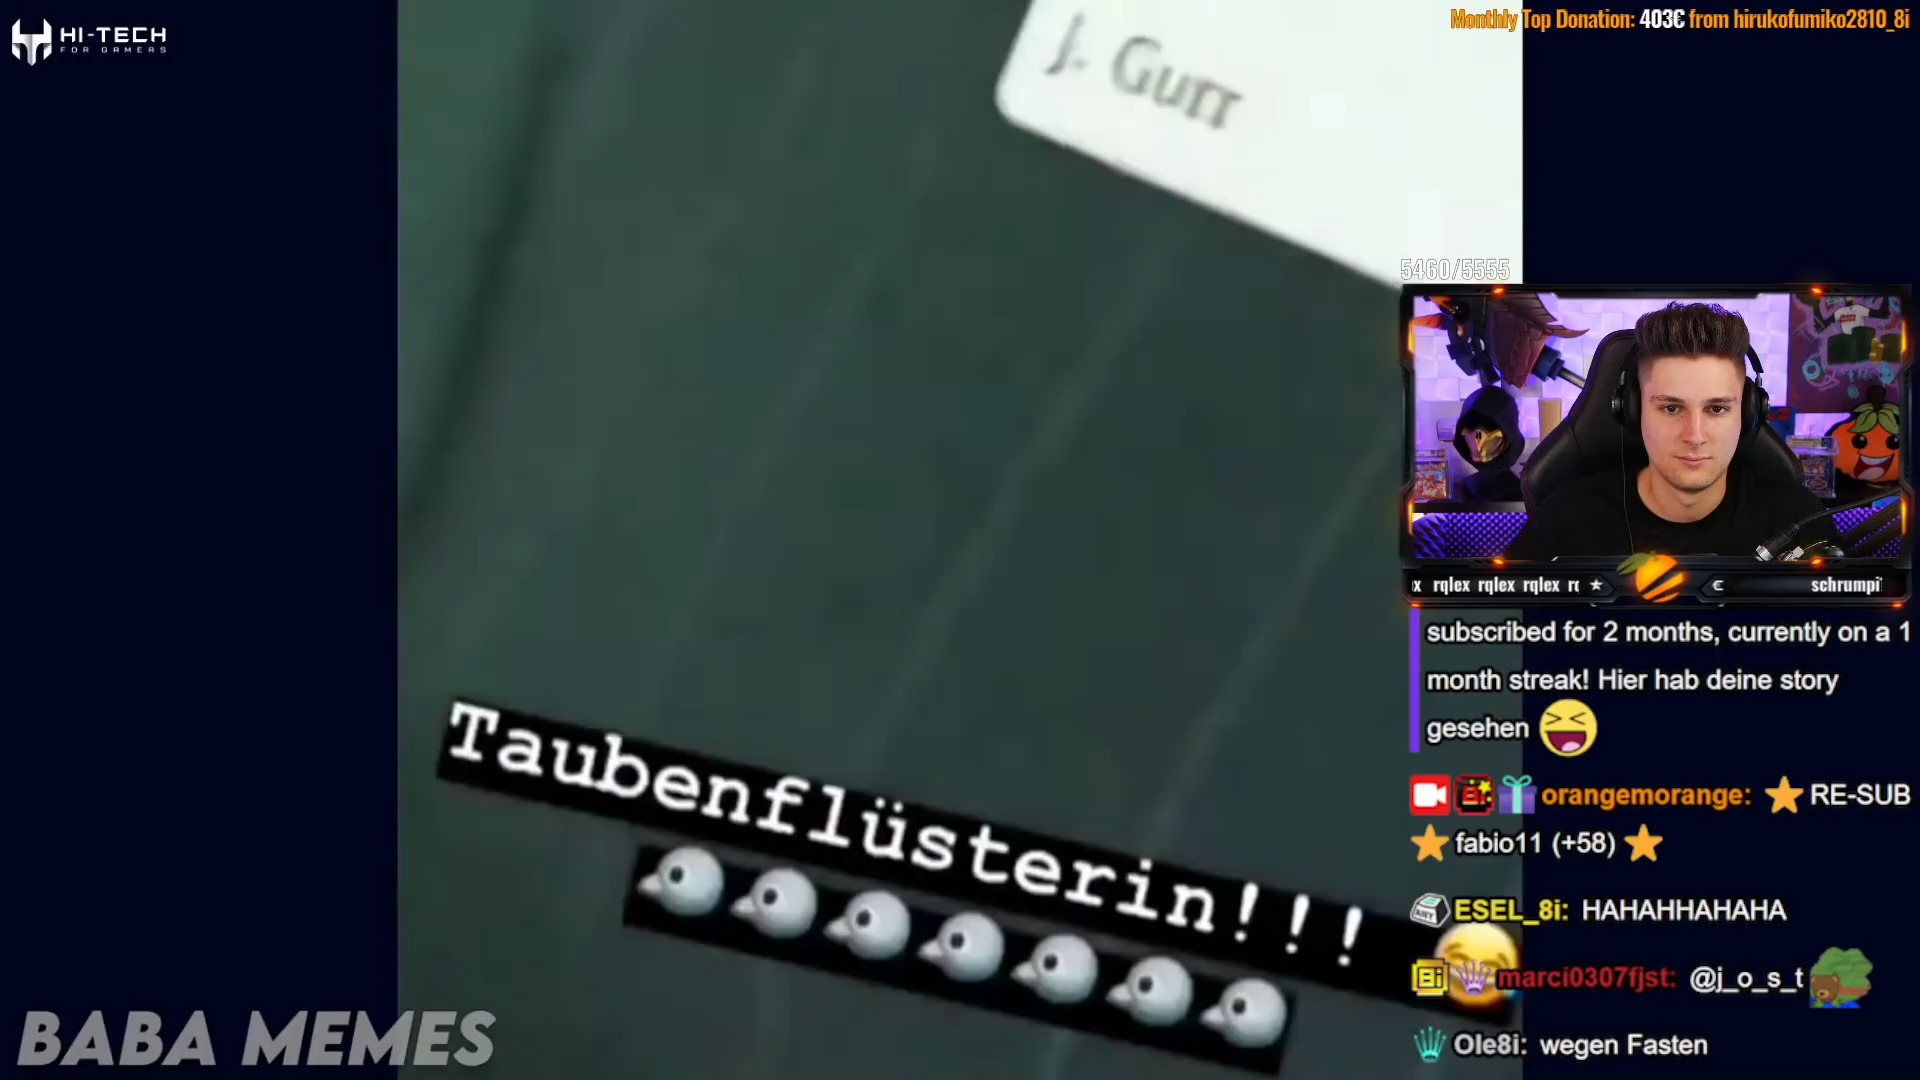 HI-TECH
FOR GAMERS
Monthly Top Donation: 403€ from hirukofumiko2810_8i
J. Gurr
5460/5555
x rqlex rqlex rqlex
schrumpi
subscribed for 2 months, currently on a 1
month streak! Hier hab deine story
gesehen
orangemorange: RE-SUB
fabio11 (+58)
ESEL_8i: HAHAHHAHAHA
8i marci0307fjst: @j_o_s_t
Ole8i: wegen Fasten
Taubenflüsterin!!!
BABA MEMES